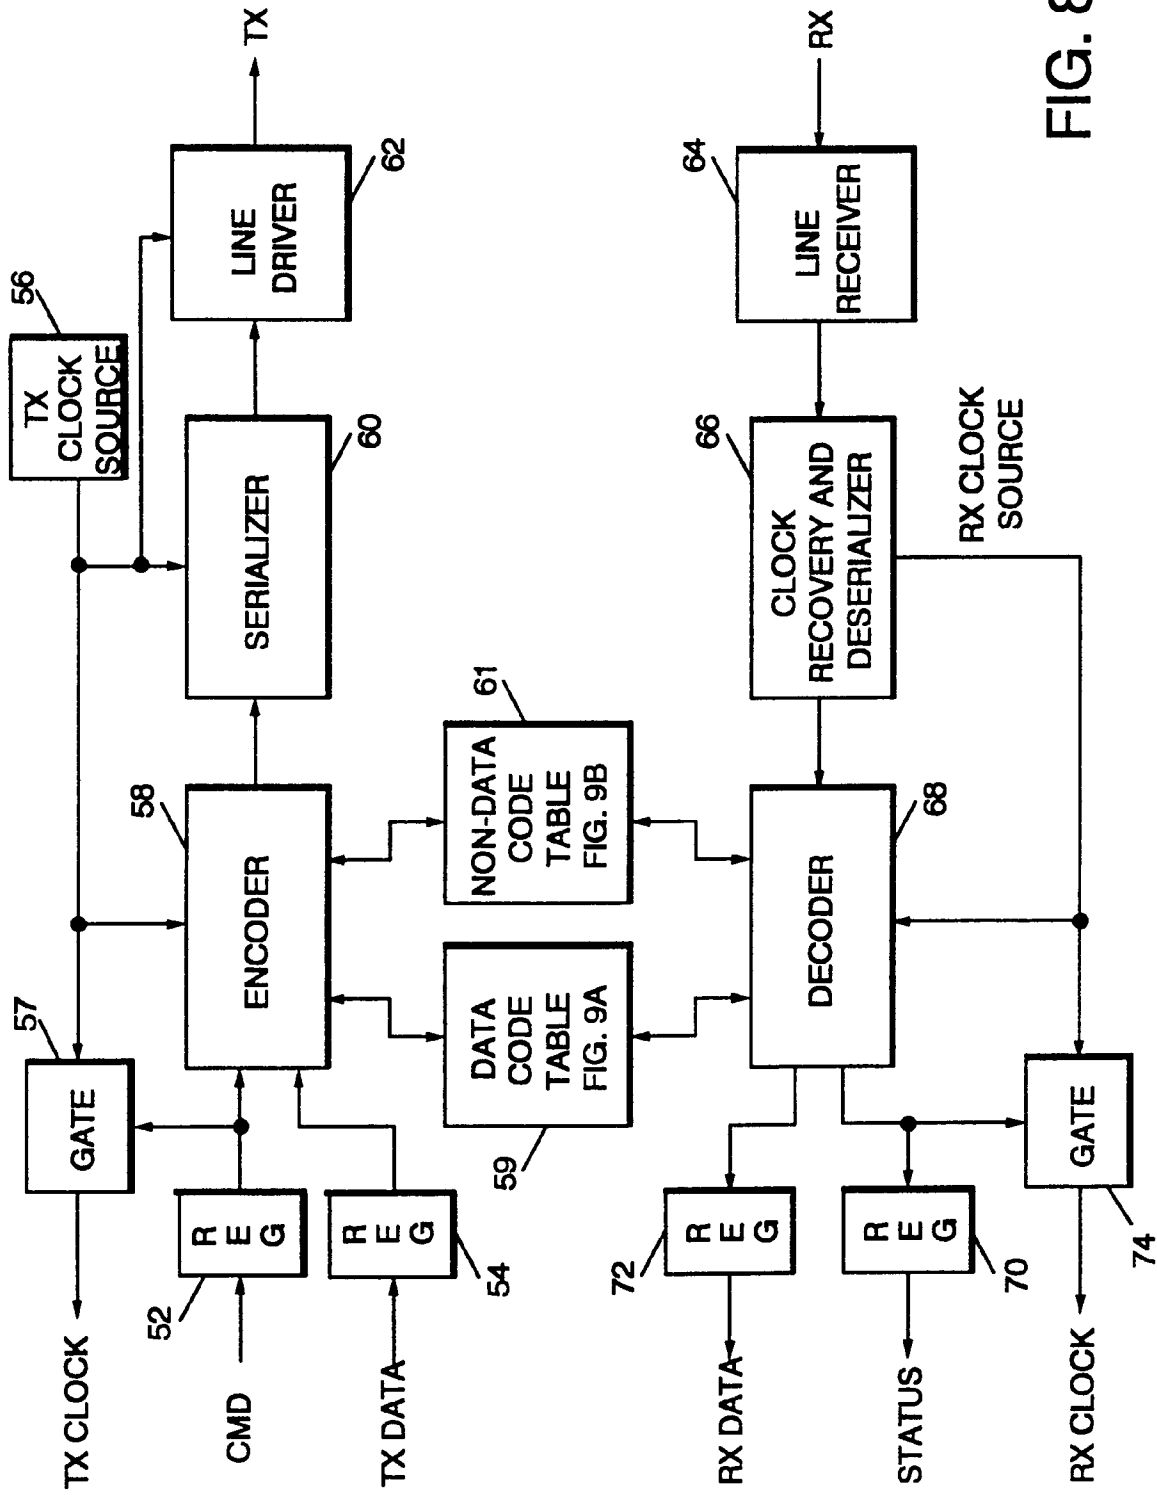 TX CLOCK
57
GATE
56
TX
CLOCK
SOURCE
CMD
52
R
E
G
58
ENCODER
60
SERIALIZER
62
LINE
DRIVER
TX
TX DATA
54
R
E
G
59
DATA
CODE
TABLE
FIG. 9A
61
NON-DATA
CODE
TABLE
FIG. 9B
RX DATA
72
R
E
G
68
DECODER
66
CLOCK
RECOVERY AND
DESERIALIZER
64
LINE
RECEIVER
RX
STATUS
70
R
E
G
RX CLOCK
SOURCE
RX CLOCK
74
GATE
FIG. 8